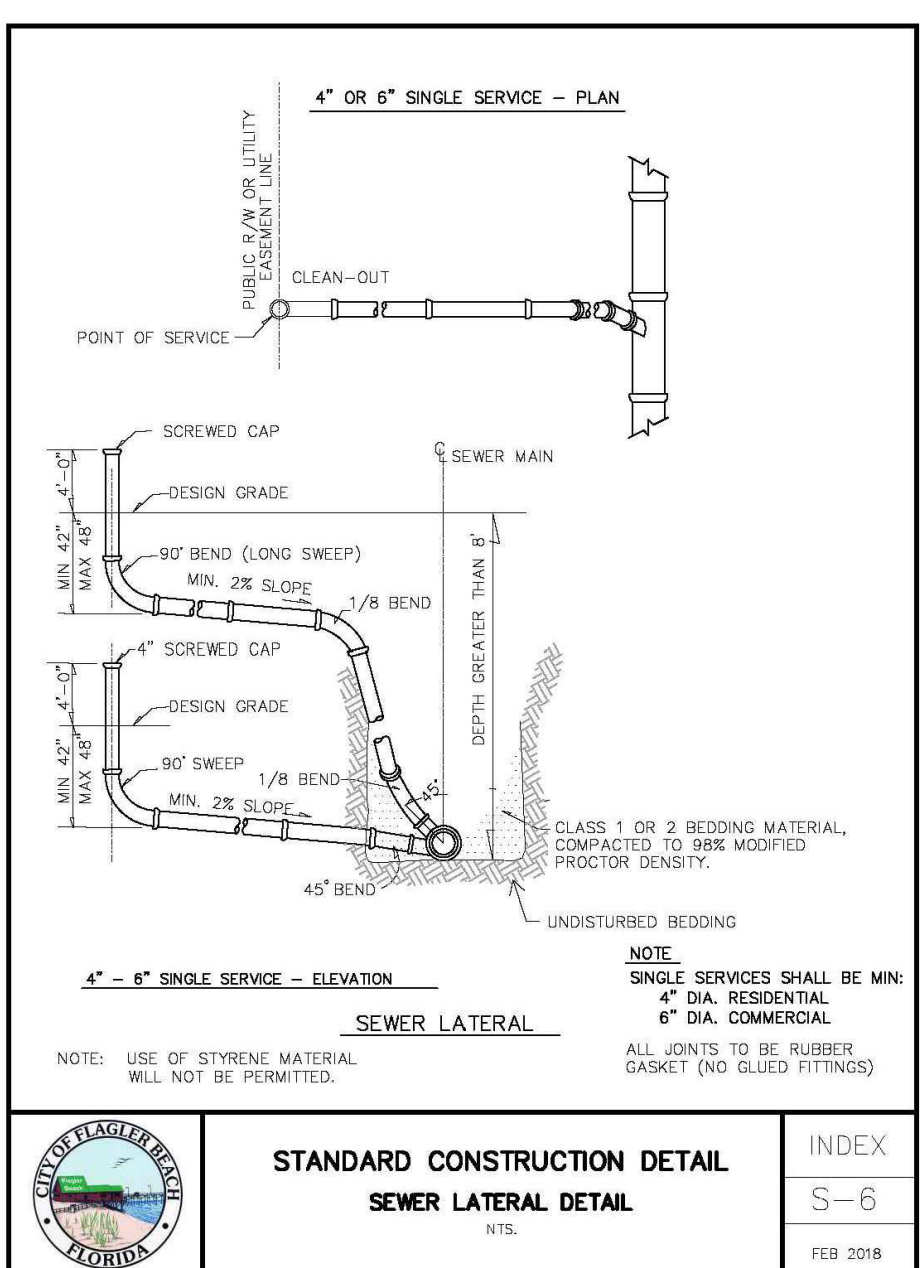 4" OR 6" SINGLE SERVICE – PLAN
PUBLIC R/W OR UTILITY
EASEMENT LINE
CLEAN–OUT
POINT OF SERVICE
SCREWED CAP
4'–0"
DESIGN GRADE
MIN 42"
MAX 48"
90° BEND (LONG SWEEP)
MIN. 2% SLOPE
1/8 BEND
℄ SEWER MAIN
DEPTH GREATER THAN 8'
4" SCREWED CAP
4'–0"
DESIGN GRADE
MIN 42"
MAX 48"
90° SWEEP
1/8 BEND
45°
MIN. 2% SLOPE
45° BEND
CLASS 1 OR 2 BEDDING MATERIAL,
COMPACTED TO 98% MODIFIED
PROCTOR DENSITY.
UNDISTURBED BEDDING
4" – 6" SINGLE SERVICE – ELEVATION
SEWER LATERAL
NOTE: USE OF STYRENE MATERIAL
WILL NOT BE PERMITTED.
NOTE
SINGLE SERVICES SHALL BE MIN:
4" DIA. RESIDENTIAL
6" DIA. COMMERCIAL
ALL JOINTS TO BE RUBBER
GASKET (NO GLUED FITTINGS)
CITY OF FLAGLER BEACH
Flagler
Beach
FLORIDA
STANDARD CONSTRUCTION DETAIL
SEWER LATERAL DETAIL
NTS.
INDEX
S–6
FEB 2018